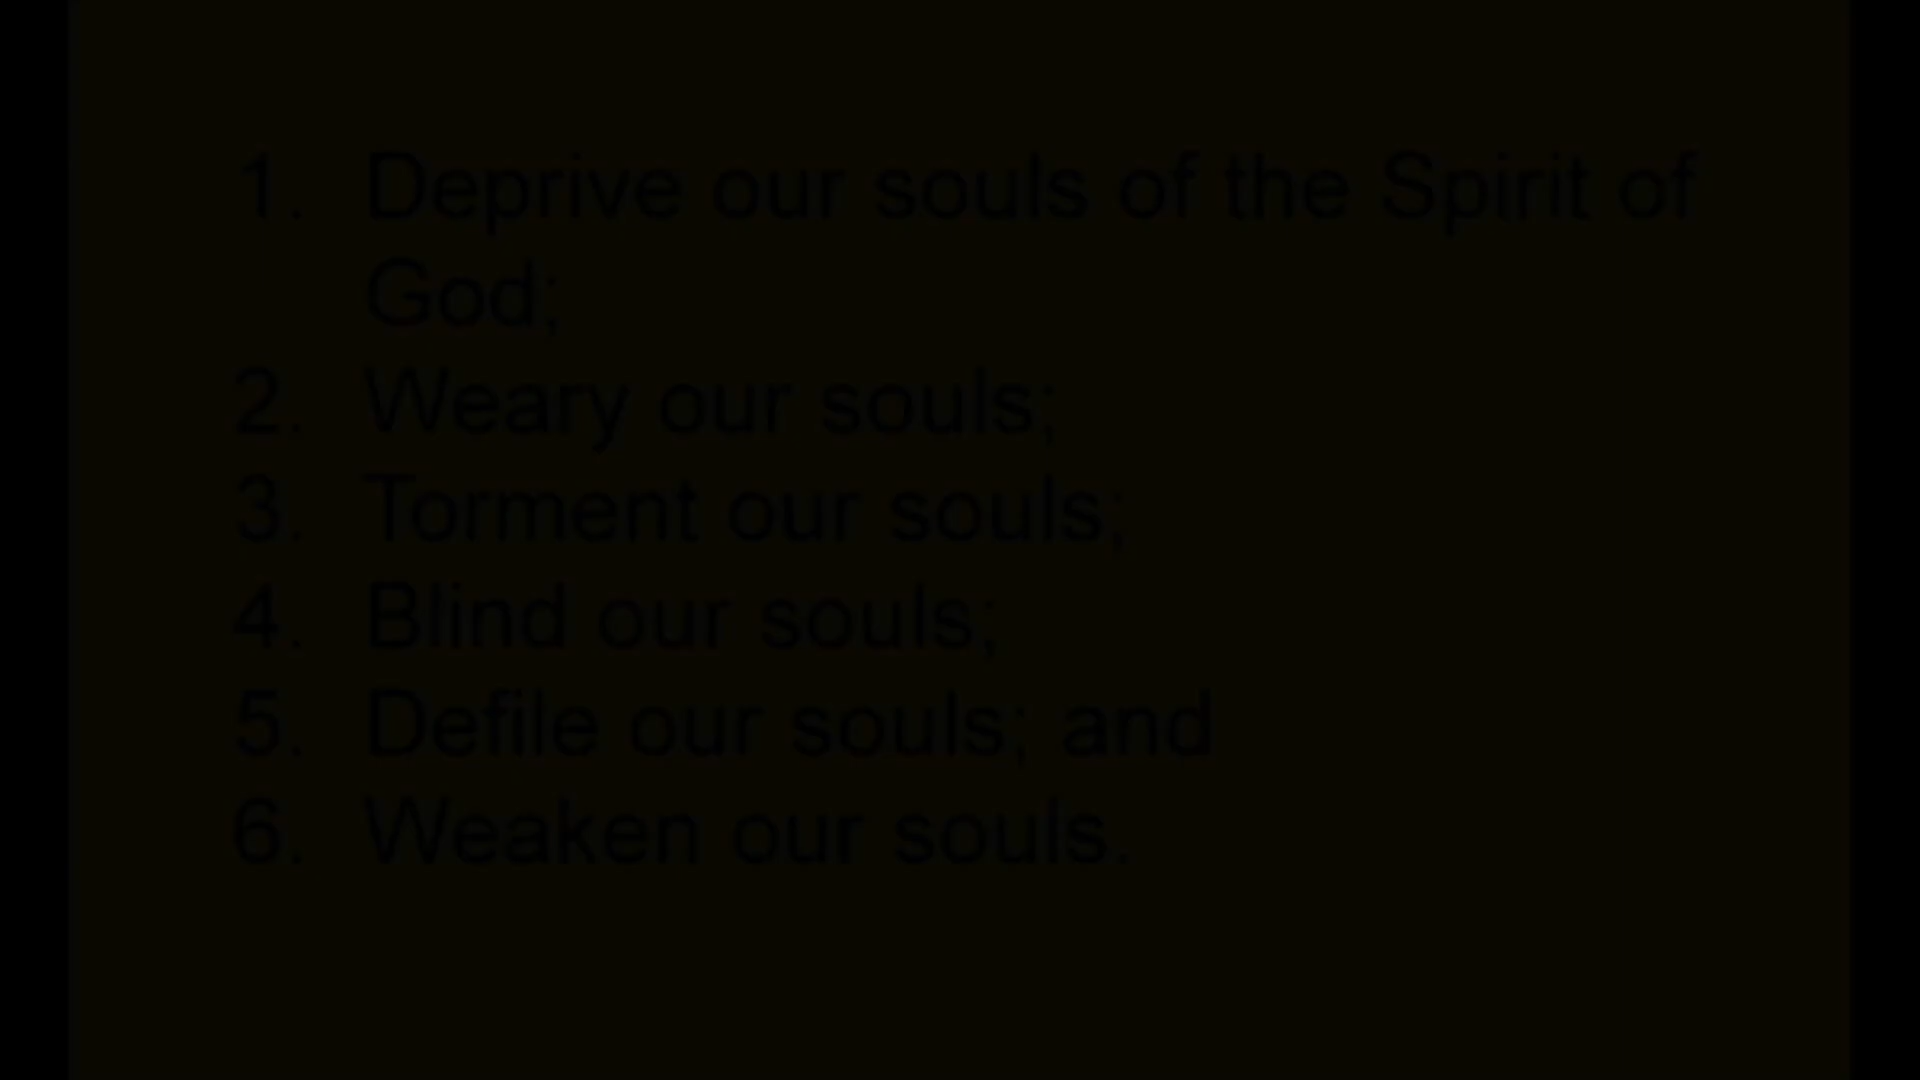 1. Deprive our souls of the Spirit of
God;
2. Weary our souls;
3. Torment our souls;
4. Blind our souls;
5. Defile our souls; and
6. Weaken our souls.